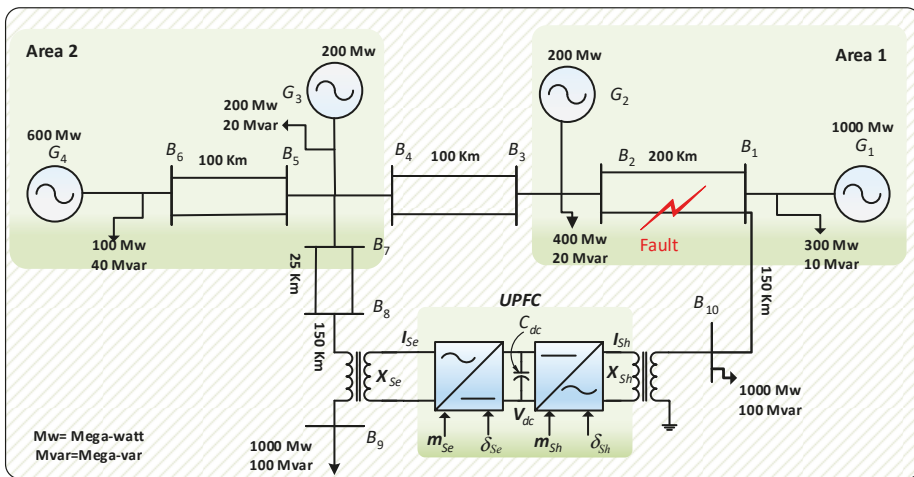 Area 2
200 Mw
G3
200 Mw
20 Mvar
600 Mw
G4
B6
100 Km
B5
100 Mw
40 Mvar
B4
100 Km
B3
200 Mw
G2
Area 1
1000 Mw
G1
B2
200 Km
B1
Fault
400 Mw
20 Mvar
300 Mw
10 Mvar
B7
25 Km
B8
150 Km
150 Km
B10
1000 Mw
100 Mvar
UPFC
Cdc
ISe
XSe
ISh
XSh
Vdc
mSe
δSe
mSh
δSh
B9
1000 Mw
100 Mvar
Mw= Mega-watt
Mvar=Mega-var